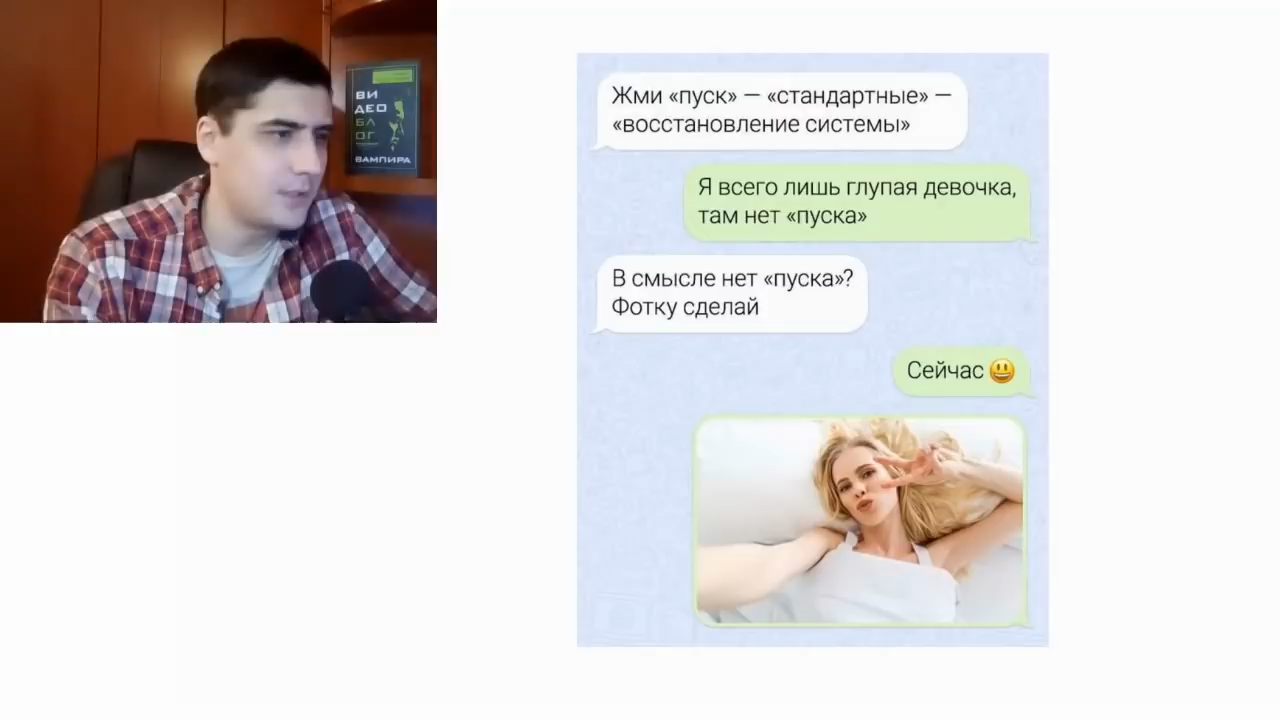 ВИ
ДЕО
БЛ
ОГ
ВАМПИРА
Жми «пуск» — «стандартные» —
«восстановление системы»
Я всего лишь глупая девочка,
там нет «пуска»
В смысле нет «пуска»?
Фотку сделай
Сейчас 😃